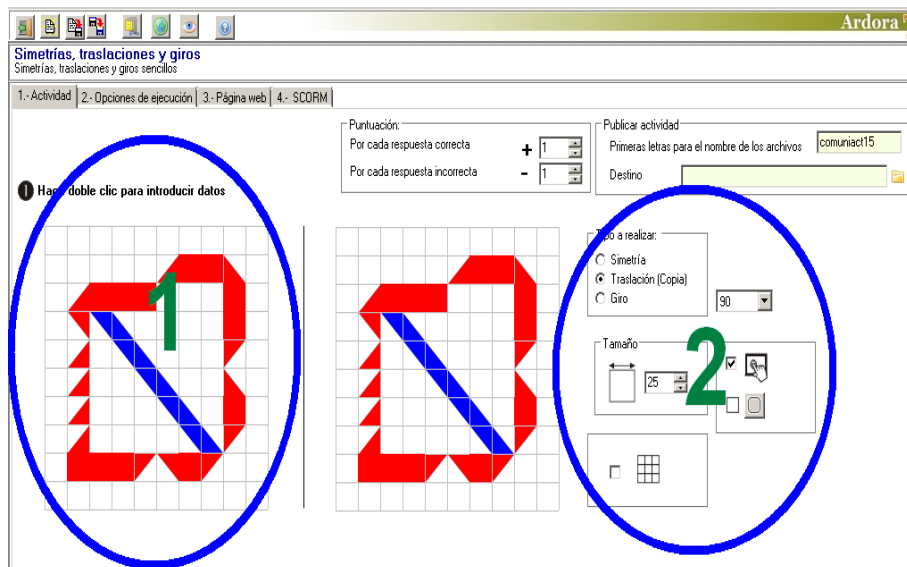 Ardora
Simetrías, traslaciones y giros
Simetrías, traslaciones y giros sencillos
1.- Actividad
2.- Opciones de ejecución
3.- Página web
4.- SCORM
Puntuación:
Por cada respuesta correcta + 1
Por cada respuesta incorrecta - 1
Publicar actividad
Primeras letras para el nombre de los archivos comuniact15
Destino
1 doble clic para introducir datos
1
Tipo a realizar:
Simetría
Traslación (Copia)
Giro
90
Tamaño
25
2